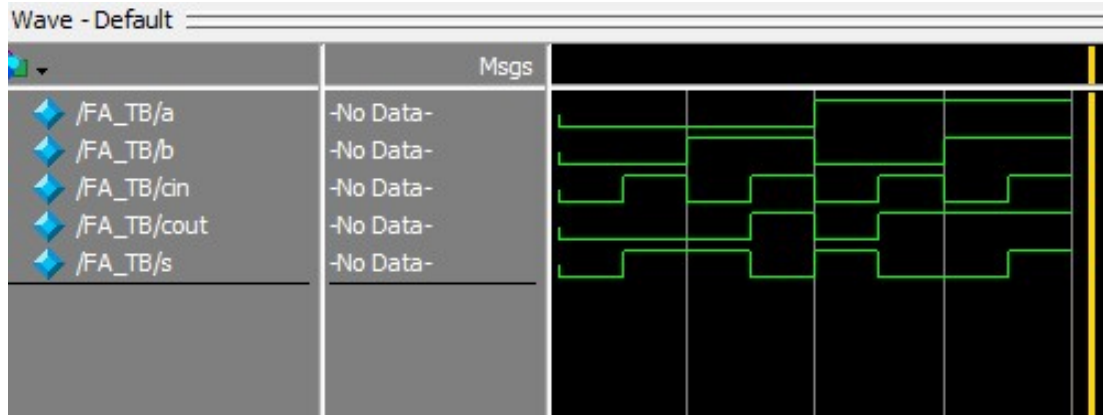 Wave - Default
Msgs
/FA_TB/a -No Data-
/FA_TB/b -No Data-
/FA_TB/cin -No Data-
/FA_TB/cout -No Data-
/FA_TB/s -No Data-